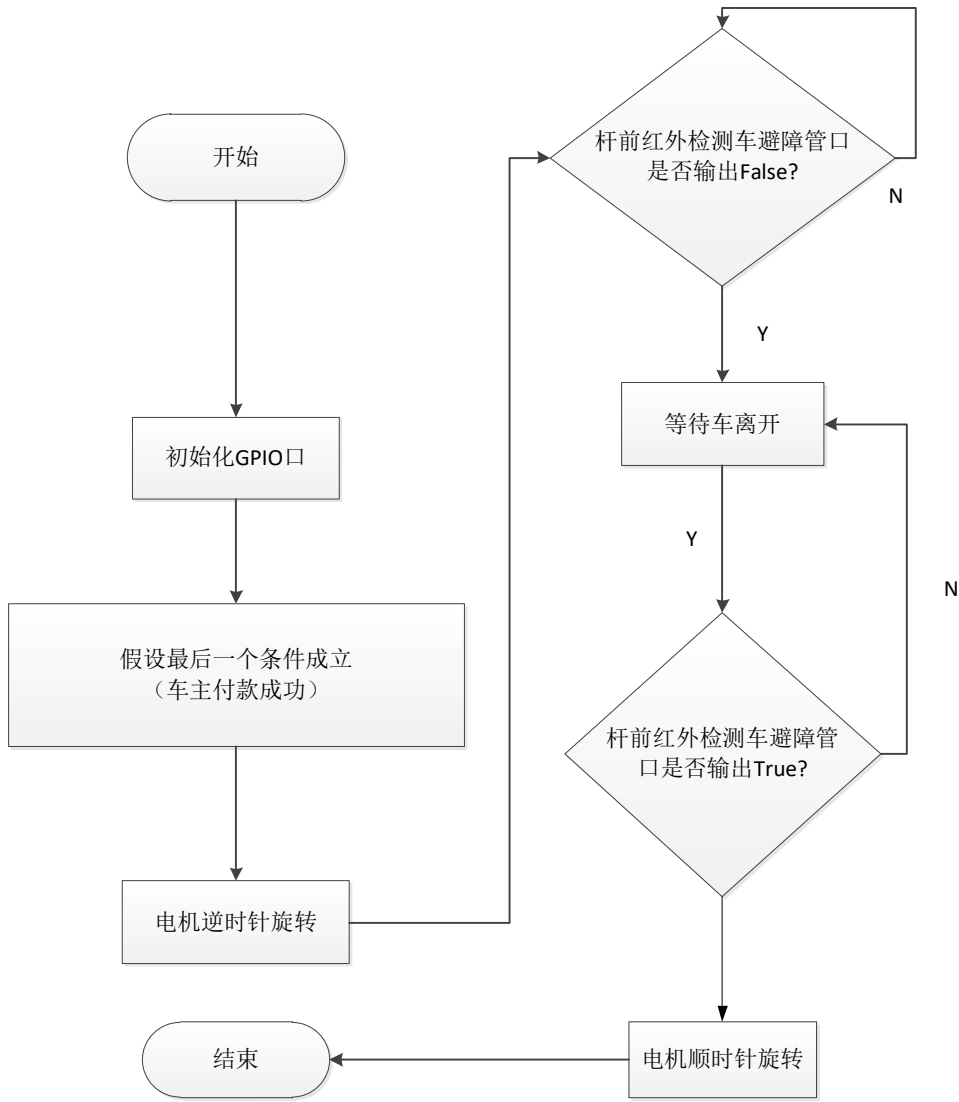 开始
初始化GPIO口
假设最后一个条件成立
（车主付款成功）
电机逆时针旋转
杆前红外检测车避障管口
是否输出False?
N
Y
等待车离开
Y
N
杆前红外检测车避障管
口是否输出True?
电机顺时针旋转
结束